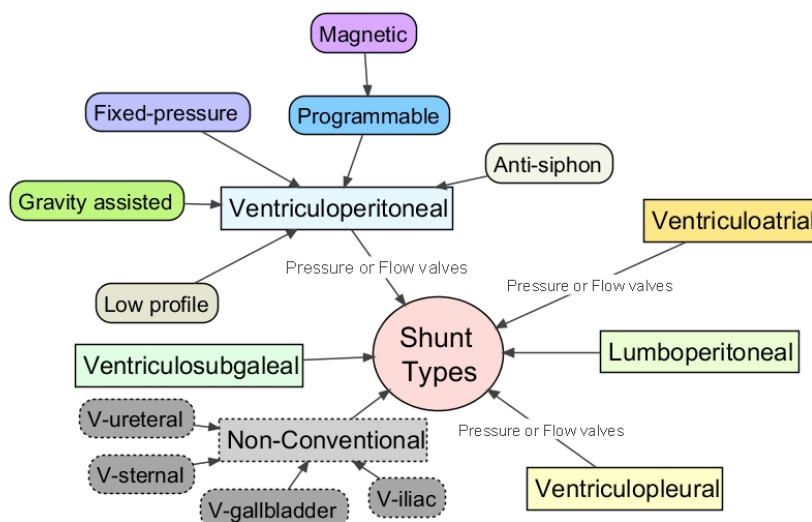 Magnetic
Fixed-pressure
Programmable
Anti-siphon
Gravity assisted
Ventriculoperitoneal
Ventriculoatrial
Pressure or Flow valves
Pressure or Flow valves
Low profile
Shunt
Types
Ventriculosubgaleal
Lumboperitoneal
V-ureteral
Non-Conventional
Pressure or Flow valves
V-sternal
V-gallbladder
V-iliac
Ventriculopleural